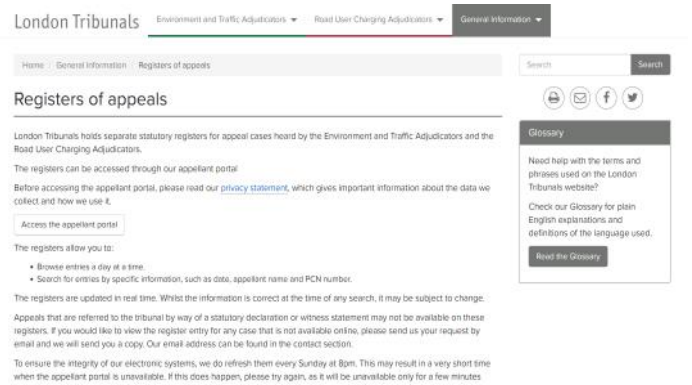 London Tribunals
Environment and Traffic Adjudicators
Road User Charging Adjudicators
General Information
Home / General Information / Registers of appeals
Search
Search
Registers of appeals
London Tribunals holds separate statutory registers for appeal cases heard by the Environment and Traffic Adjudicators and the
Road User Charging Adjudicators.
The registers can be accessed through our appellant portal
Before accessing the appellant portal, please read our privacy statement, which gives important information about the data we
collect and how we use it.
Access the appellant portal
The registers allow you to:
• Browse entries a day at a time.
• Search for entries by specific information, such as date, appellant name and PCN number.
The registers are updated in real time. Whilst the information is correct at the time of any search, it may be subject to change.
Appeals that are referred to the tribunal by way of a statutory declaration or witness statement may not be available on these
registers. If you would like to view the register entry for any case that is not available online, please send us your request by
email and we will send you a copy. Our email address can be found in the contact section.
To ensure the integrity of our electronic systems, we do refresh them every Sunday at 8pm. This may result in a very short time
when the appellant portal is unavailable. If this does happen, please try again, as it will be unavailable only for a few minutes
Glossary
Need help with the terms and
phrases used on the London
Tribunals website?
Check our Glossary for plain
English explanations and
definitions of the language used.
Read the Glossary